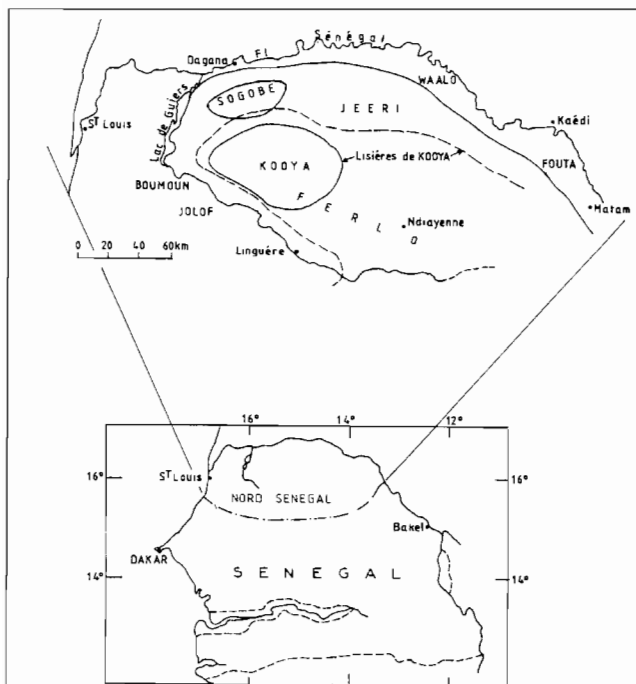 Fl Sénégal
Dagana
WAALO
SOGOBE
JEERI
Lac de Guiers
St Louis
Kaédi
KOOYA
Lisières de KOOYA
FOUTA
BOUMOUN
FERLO
Matam
JOLOF
Ndiayenne
0 20 40 60km
Linguère
16° 14° 12°
16° St Louis 16°
NORD SENEGAL
Bakel
DAKAR
14° SENEGAL 14°